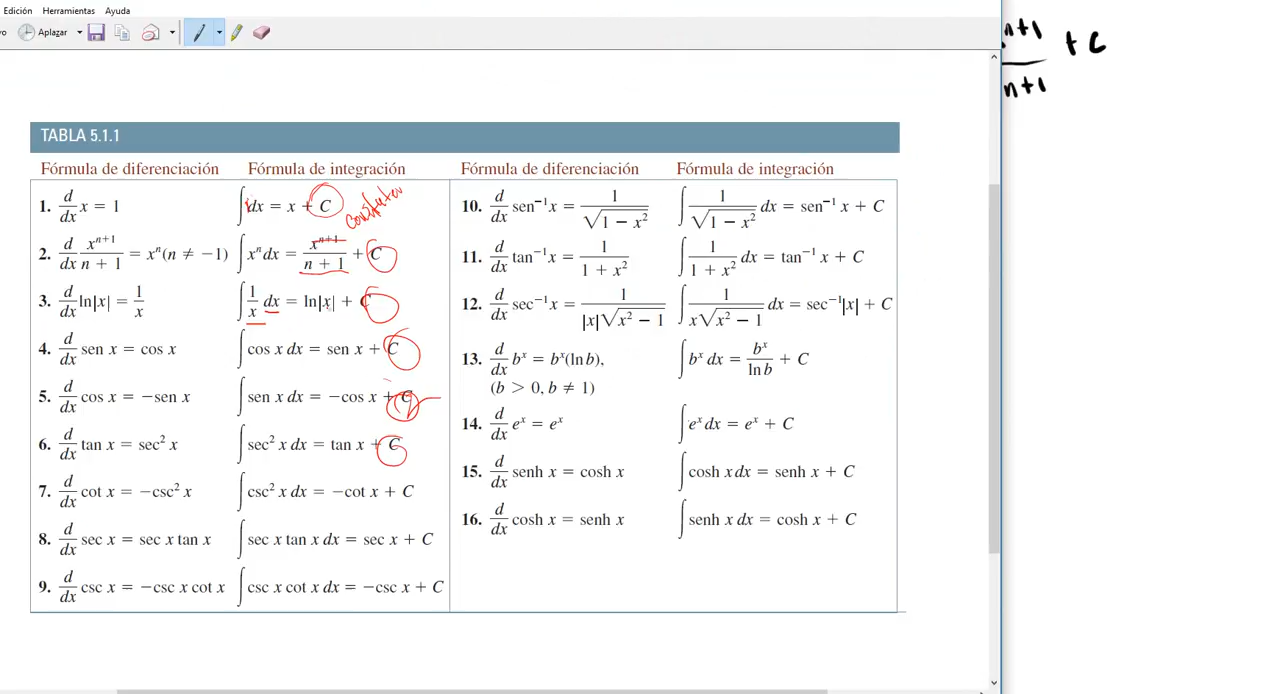 Edición Herramientas Ayuda
Aplazar
n+1
n+1
+ C
TABLA 5.1.1
Fórmula de diferenciación Fórmula de integración
1. d/dx x = 1 ∫ dx = x + C
constante
2. d/dx x^{n+1}/n + 1 = x^n (n ≠ −1) ∫ x^n dx = x^{n+1}/n + 1 + C
3. d/dx ln|x| = 1/x ∫ 1/x dx = ln|x| + C
4. d/dx sen x = cos x ∫ cos x dx = sen x + C
5. d/dx cos x = −sen x ∫ sen x dx = −cos x + C
6. d/dx tan x = sec² x ∫ sec² x dx = tan x + C
7. d/dx cot x = −csc² x ∫ csc² x dx = −cot x + C
8. d/dx sec x = sec x tan x ∫ sec x tan x dx = sec x + C
9. d/dx csc x = −csc x cot x ∫ csc x cot x dx = −csc x + C
Fórmula de diferenciación Fórmula de integración
10. d/dx sen⁻¹ x = 1/√(1 − x²) ∫ 1/√(1 − x²) dx = sen⁻¹ x + C
11. d/dx tan⁻¹ x = 1/1 + x² ∫ 1/1 + x² dx = tan⁻¹ x + C
12. d/dx sec⁻¹ x = 1/|x|√(x² − 1) ∫ 1/x√(x² − 1) dx = sec⁻¹|x| + C
13. d/dx b^x = b^x (ln b), ∫ b^x dx = b^x/ln b + C
(b > 0, b ≠ 1)
14. d/dx e^x = e^x ∫ e^x dx = e^x + C
15. d/dx senh x = cosh x ∫ cosh x dx = senh x + C
16. d/dx cosh x = senh x ∫ senh x dx = cosh x + C